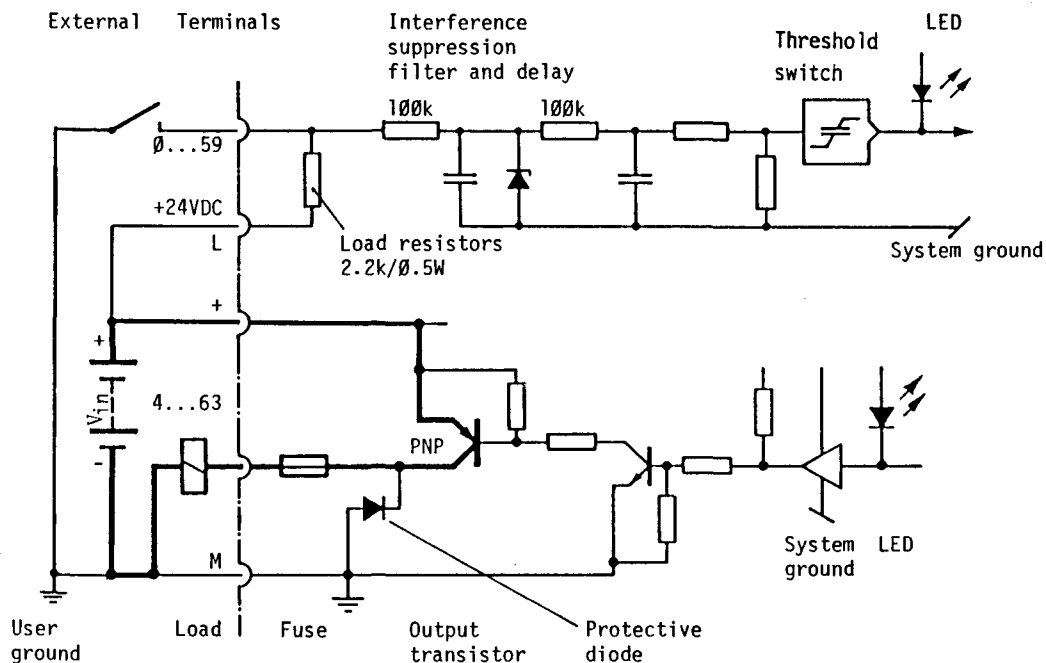 External
Terminals
Interference
suppression
filter and delay
Threshold
switch
LED
100k
100k
0...59
+24VDC
L
Load resistors
2.2k/0.5W
System ground
+
+
Vin
-
4...63
PNP
M
System
ground
LED
User
ground
Load
Fuse
Output
transistor
Protective
diode